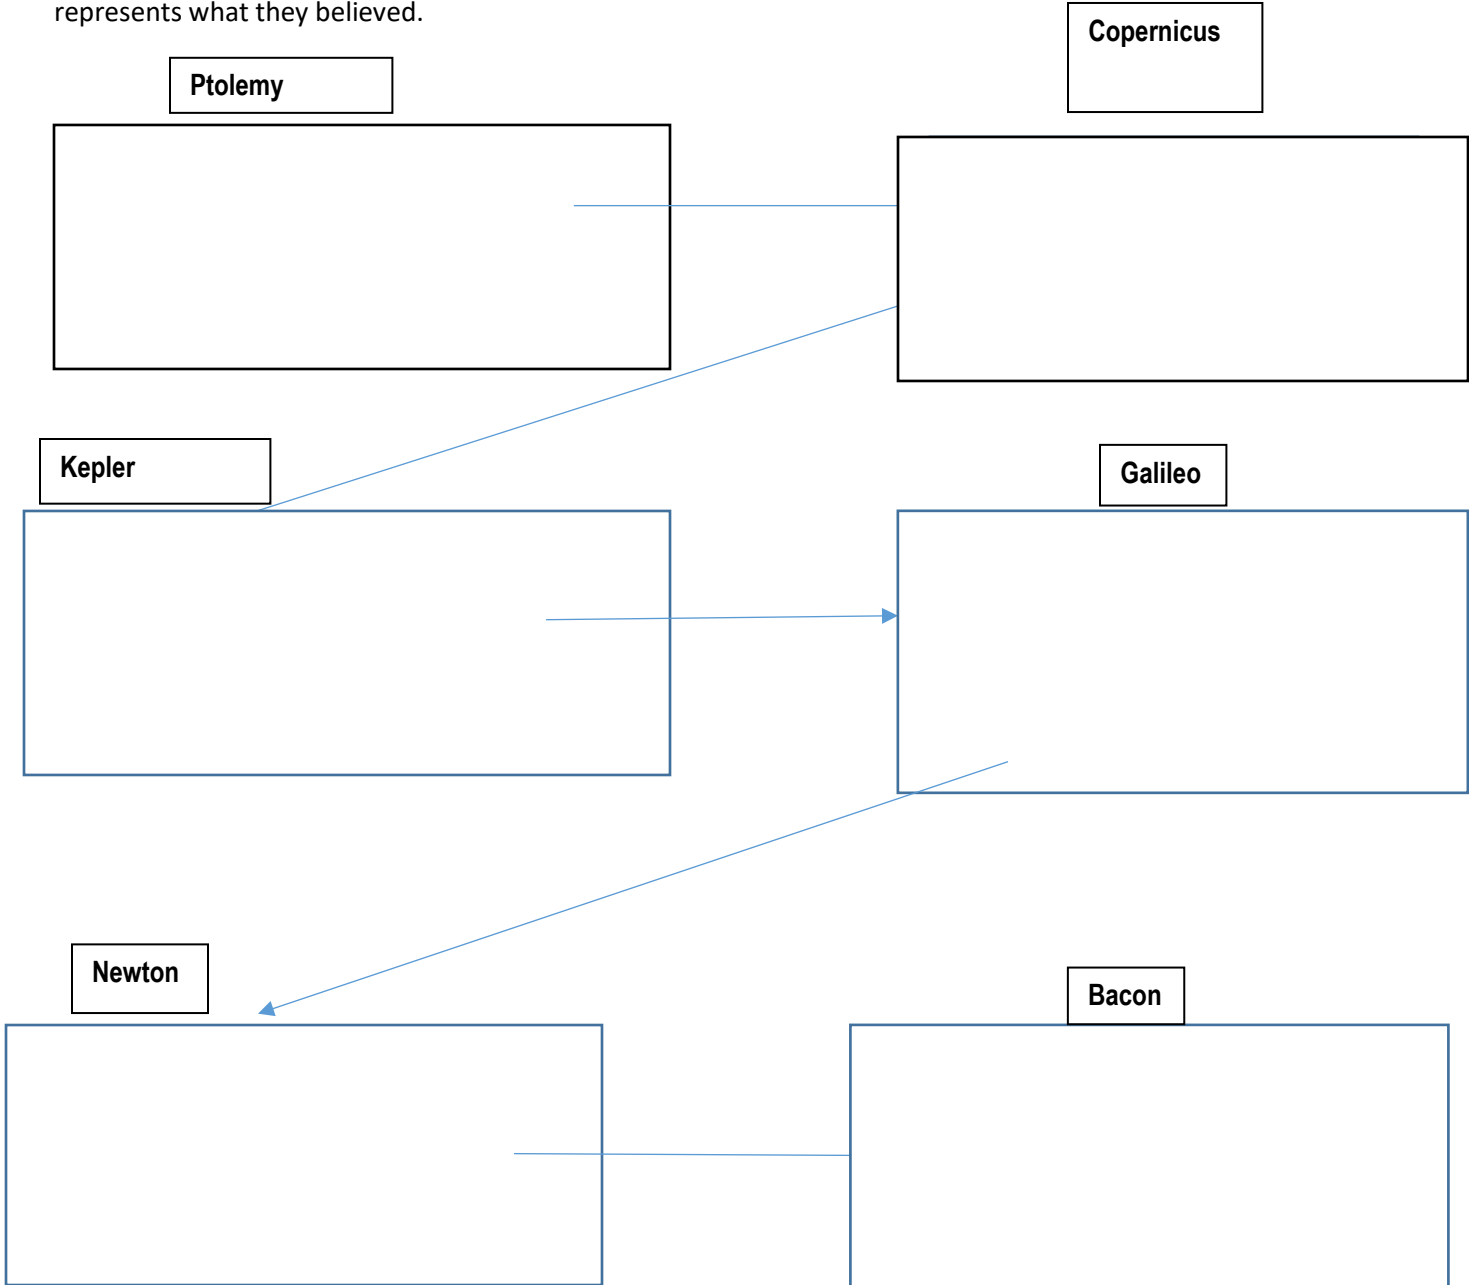 represents what they believed.
Copernicus
Ptolemy
Kepler
Galileo
Newton
Bacon